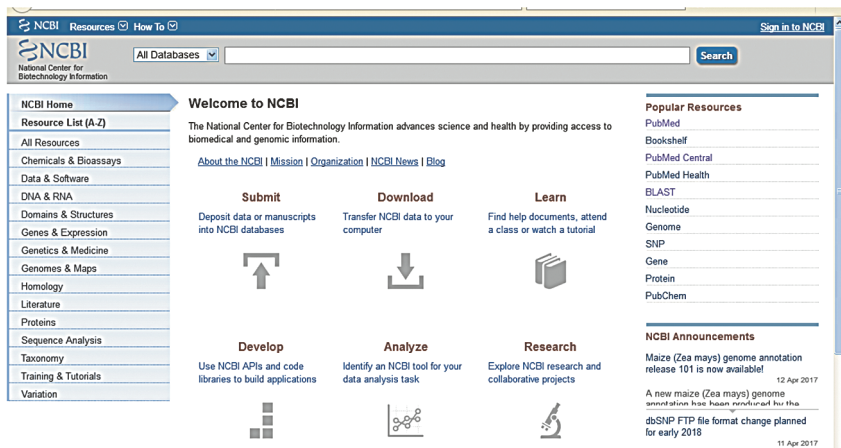 NCBI Resources How To Sign in to NCBI
NCBI
National Center for
Biotechnology Information
All Databases Search
NCBI Home
Resource List (A-Z)
All Resources
Chemicals & Bioassays
Data & Software
DNA & RNA
Domains & Structures
Genes & Expression
Genetics & Medicine
Genomes & Maps
Homology
Literature
Proteins
Sequence Analysis
Taxonomy
Training & Tutorials
Variation
Welcome to NCBI
The National Center for Biotechnology Information advances science and health by providing access to
biomedical and genomic information.
About the NCBI | Mission | Organization | NCBI News | Blog
Submit
Deposit data or manuscripts
into NCBI databases
Download
Transfer NCBI data to your
computer
Learn
Find help documents, attend
a class or watch a tutorial
Develop
Use NCBI APIs and code
libraries to build applications
Analyze
Identify an NCBI tool for your
data analysis task
Research
Explore NCBI research and
collaborative projects
Popular Resources
PubMed
Bookshelf
PubMed Central
PubMed Health
BLAST
Nucleotide
Genome
SNP
Gene
Protein
PubChem
NCBI Announcements
Maize (Zea mays) genome annotation
release 101 is now available!
12 Apr 2017
A new maize (Zea mays) genome
annotation has been produced by the
dbSNP FTP file format change planned
for early 2018
11 Apr 2017